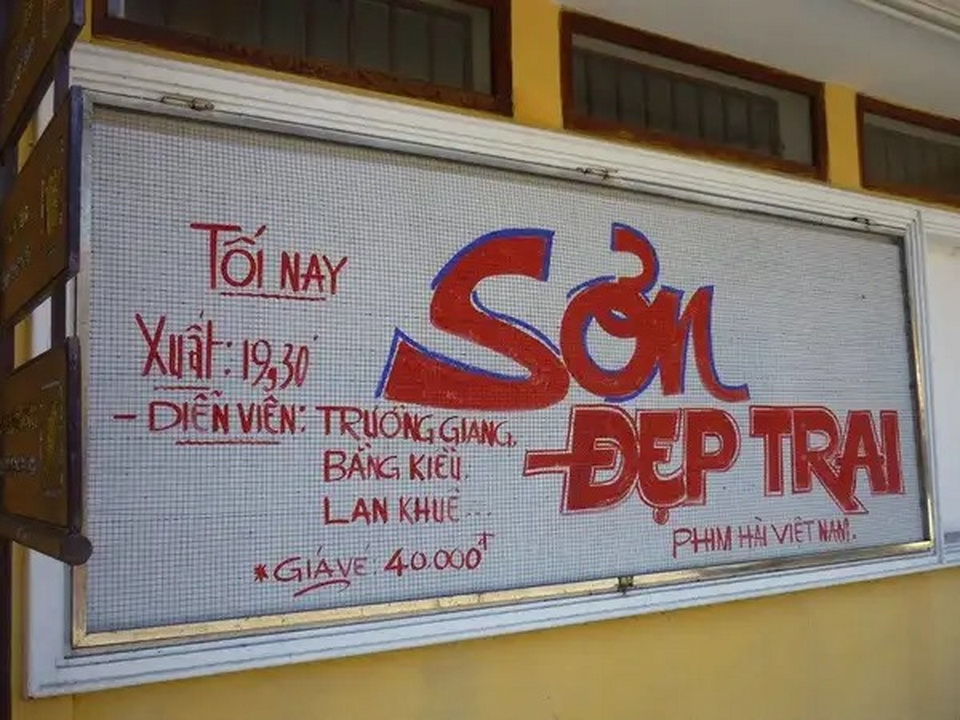 TỐI NAY
XUẤT: 19,30'
- DIỄN VIÊN: TRƯỜNG GIANG.
BẰNG KIỀU.
LAN KHUÊ...
* GIÁ VÉ: 40.000đ
Sơn
ĐẸP TRAI
PHIM HÀI VIỆT NAM.